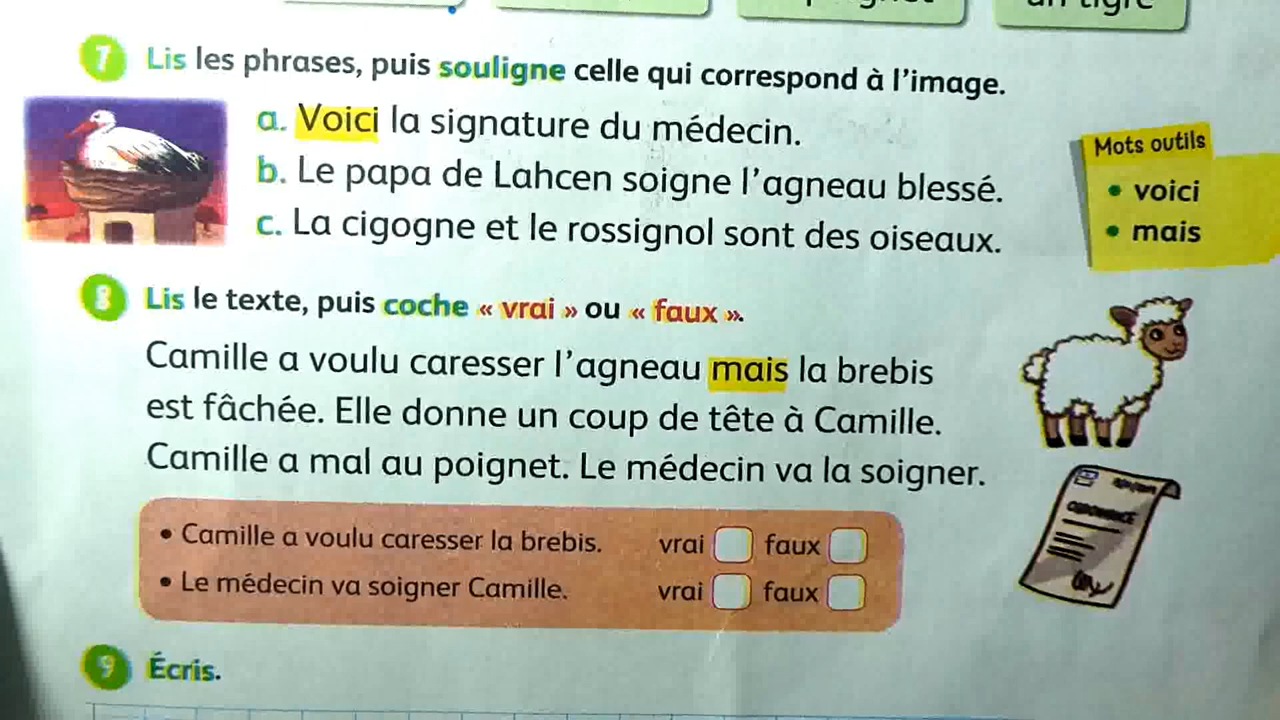 un tigre
7 Lis les phrases, puis souligne celle qui correspond à l'image.
a. Voici la signature du médecin.
b. Le papa de Lahcen soigne l'agneau blessé.
c. La cigogne et le rossignol sont des oiseaux.
Mots outils
• voici
• mais
8 Lis le texte, puis coche « vrai » ou « faux ».
Camille a voulu caresser l'agneau mais la brebis
est fâchée. Elle donne un coup de tête à Camille.
Camille a mal au poignet. Le médecin va la soigner.
• Camille a voulu caresser la brebis. vrai faux
• Le médecin va soigner Camille. vrai faux
9 Écris.